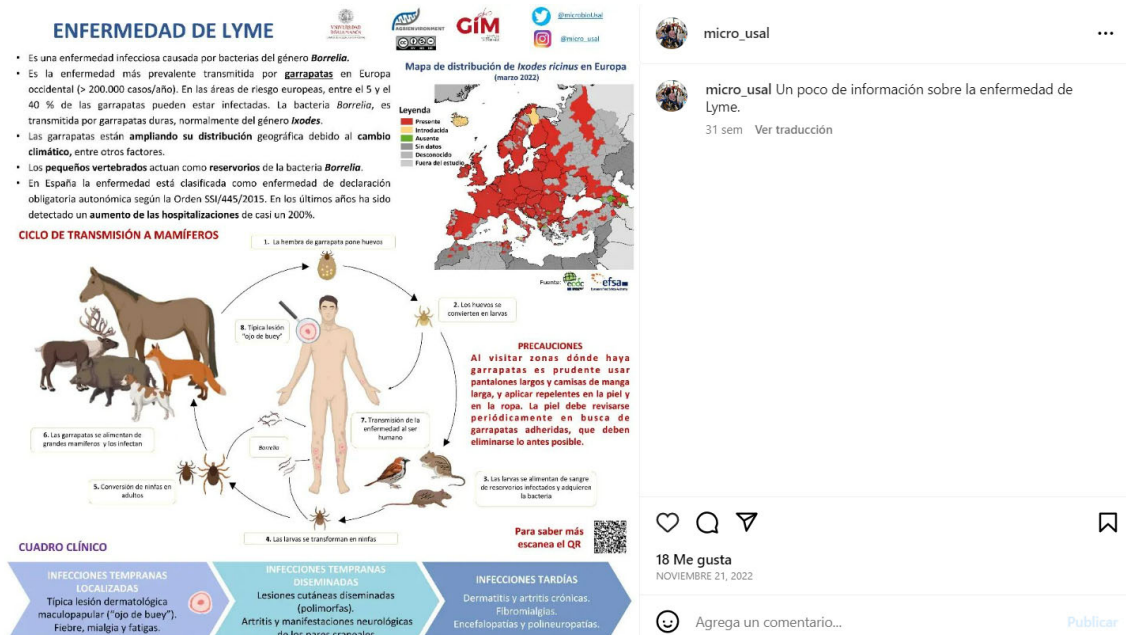 ENFERMEDAD DE LYME
VNIVERSIDAD
D SALAMANCA
AGRIENVIRONMENT
GIM
@microbioUsal
@micro_usal
• Es una enfermedad infecciosa causada por bacterias del género Borrelia.
• Es la enfermedad más prevalente transmitida por garrapatas en Europa
occidental (> 200.000 casos/año). En las áreas de riesgo europeas, entre el 5 y el
40 % de las garrapatas pueden estar infectadas. La bacteria Borrelia, es
transmitida por garrapatas duras, normalmente del género Ixodes.
• Las garrapatas están ampliando su distribución geográfica debido al cambio
climático, entre otros factores.
• Los pequeños vertebrados actuan como reservorios de la bacteria Borrelia.
• En España la enfermedad está clasificada como enfermedad de declaración
obligatoria autonómica según la Orden SSI/445/2015. En los últimos años ha sido
detectado un aumento de las hospitalizaciones de casi un 200%.
Mapa de distribución de Ixodes ricinus en Europa
(marzo 2022)
Leyenda
Presente
Introducida
Ausente
Sin datos
Desconocido
Fuera del estudio
Fuente:
ecdc
efsa
CICLO DE TRANSMISIÓN A MAMÍFEROS
1. La hembra de garrapata pone huevos
2. Los huevos se
convierten en larvas
8. Típica lesión
"ojo de buey"
PRECAUCIONES
Al visitar zonas dónde haya
garrapatas es prudente usar
pantalones largos y camisas de manga
larga, y aplicar repelentes en la piel y
en la ropa. La piel debe revisarse
periódicamente en busca de
garrapatas adheridas, que deben
eliminarse lo antes posible.
7. Transmisión de la
enfermedad al ser
humano
6. Las garrapatas se alimentan de
grandes mamíferos y los infectan
Borrelia
5. Conversión de ninfas en
adultos
3. Las larvas se alimentan de sangre
de reservorios infectados y adquieren
la bacteria
4. Las larvas se transforman en ninfas
Para saber más
escanea el QR
CUADRO CLÍNICO
INFECCIONES TEMPRANAS
LOCALIZADAS
Típica lesión dermatológica
maculopapular ("ojo de buey").
Fiebre, mialgia y fatigas.
INFECCIONES TEMPRANAS
DISEMINADAS
Lesiones cutáneas diseminadas
(polimorfas).
Artritis y manifestaciones neurológicas
de los pares craneales.
INFECCIONES TARDÍAS
Dermatitis y artritis crónicas.
Fibromialgias.
Encefalopatías y polineuropatías.
micro_usal
micro_usal Un poco de información sobre la enfermedad de
Lyme.
31 sem Ver traducción
18 Me gusta
NOVIEMBRE 21, 2022
Agrega un comentario...
Publicar